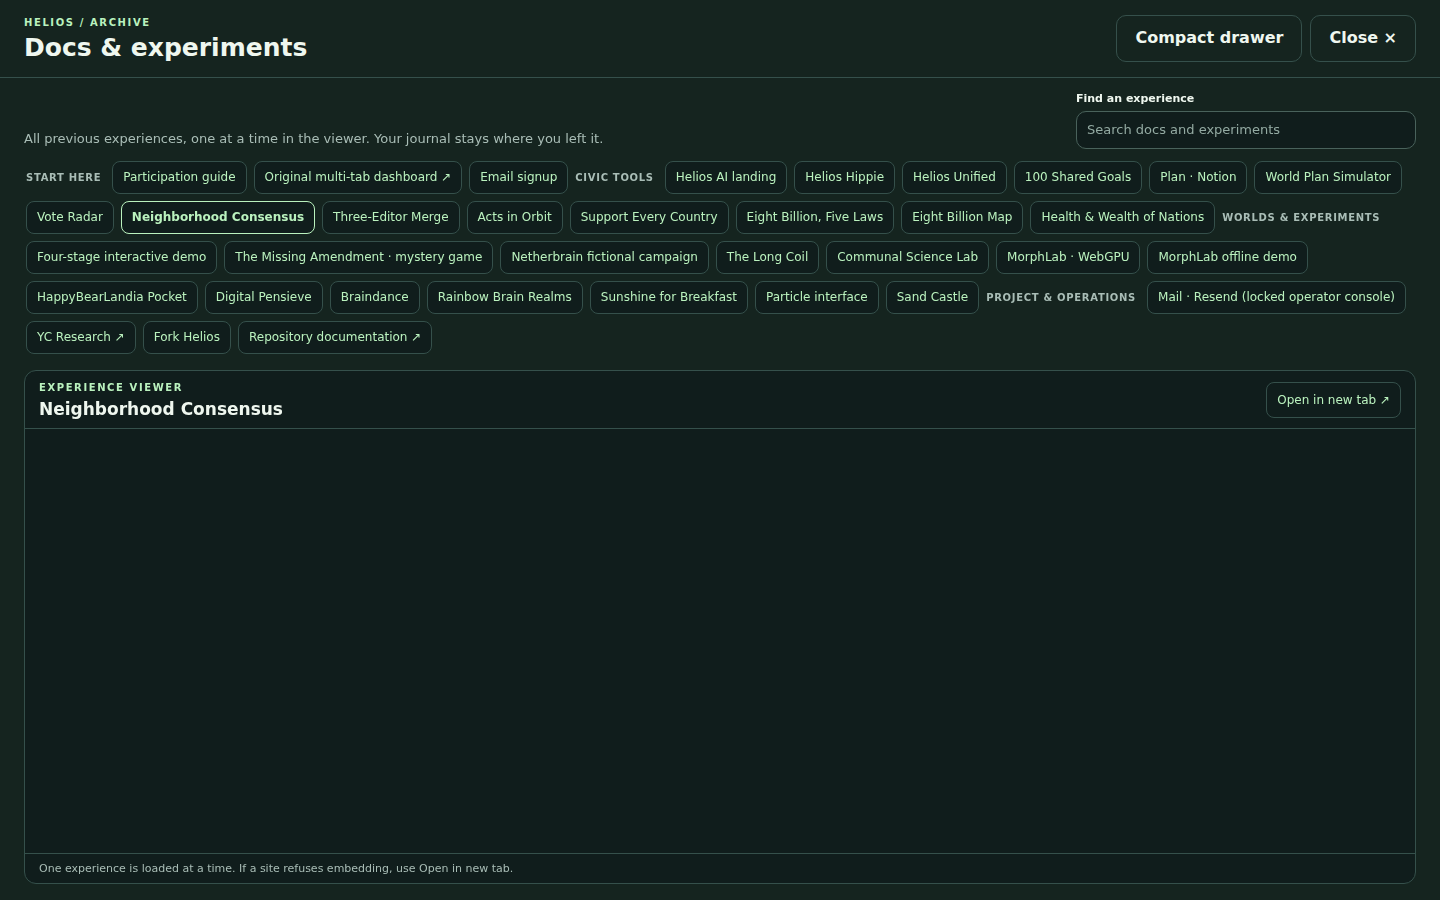 HELIOS / ARCHIVE
Docs & experiments
Compact drawer
Close ×
Find an experience
Search docs and experiments
All previous experiences, one at a time in the viewer. Your journal stays where you left it.
START HERE Participation guide Original multi-tab dashboard ↗ Email signup CIVIC TOOLS Helios AI landing Helios Hippie Helios Unified 100 Shared Goals Plan · Notion World Plan Simulator
Vote Radar Neighborhood Consensus Three-Editor Merge Acts in Orbit Support Every Country Eight Billion, Five Laws Eight Billion Map Health & Wealth of Nations WORLDS & EXPERIMENTS
Four-stage interactive demo The Missing Amendment · mystery game Netherbrain fictional campaign The Long Coil Communal Science Lab MorphLab · WebGPU MorphLab offline demo
HappyBearLandia Pocket Digital Pensieve Braindance Rainbow Brain Realms Sunshine for Breakfast Particle interface Sand Castle PROJECT & OPERATIONS Mail · Resend (locked operator console)
YC Research ↗ Fork Helios Repository documentation ↗
EXPERIENCE VIEWER
Neighborhood Consensus
Open in new tab ↗
One experience is loaded at a time. If a site refuses embedding, use Open in new tab.